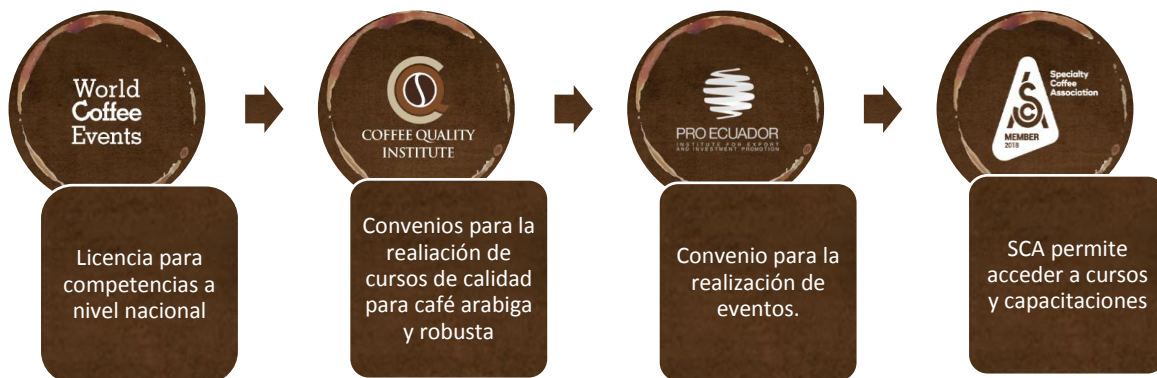 World
Coffee
Events
Licencia para
competencias a
nivel nacional
COFFEE QUALITY
INSTITUTE
Convenios para la
realiación de
cursos de calidad
para café arabiga
y robusta
PRO ECUADOR
INSTITUTE FOR EXPORT
AND INVESTMENT PROMOTION
Convenio para la
realización de
eventos.
Specialty
Coffee
Association
SC
MEMBER
2018
SCA permite
acceder a cursos
y capacitaciones